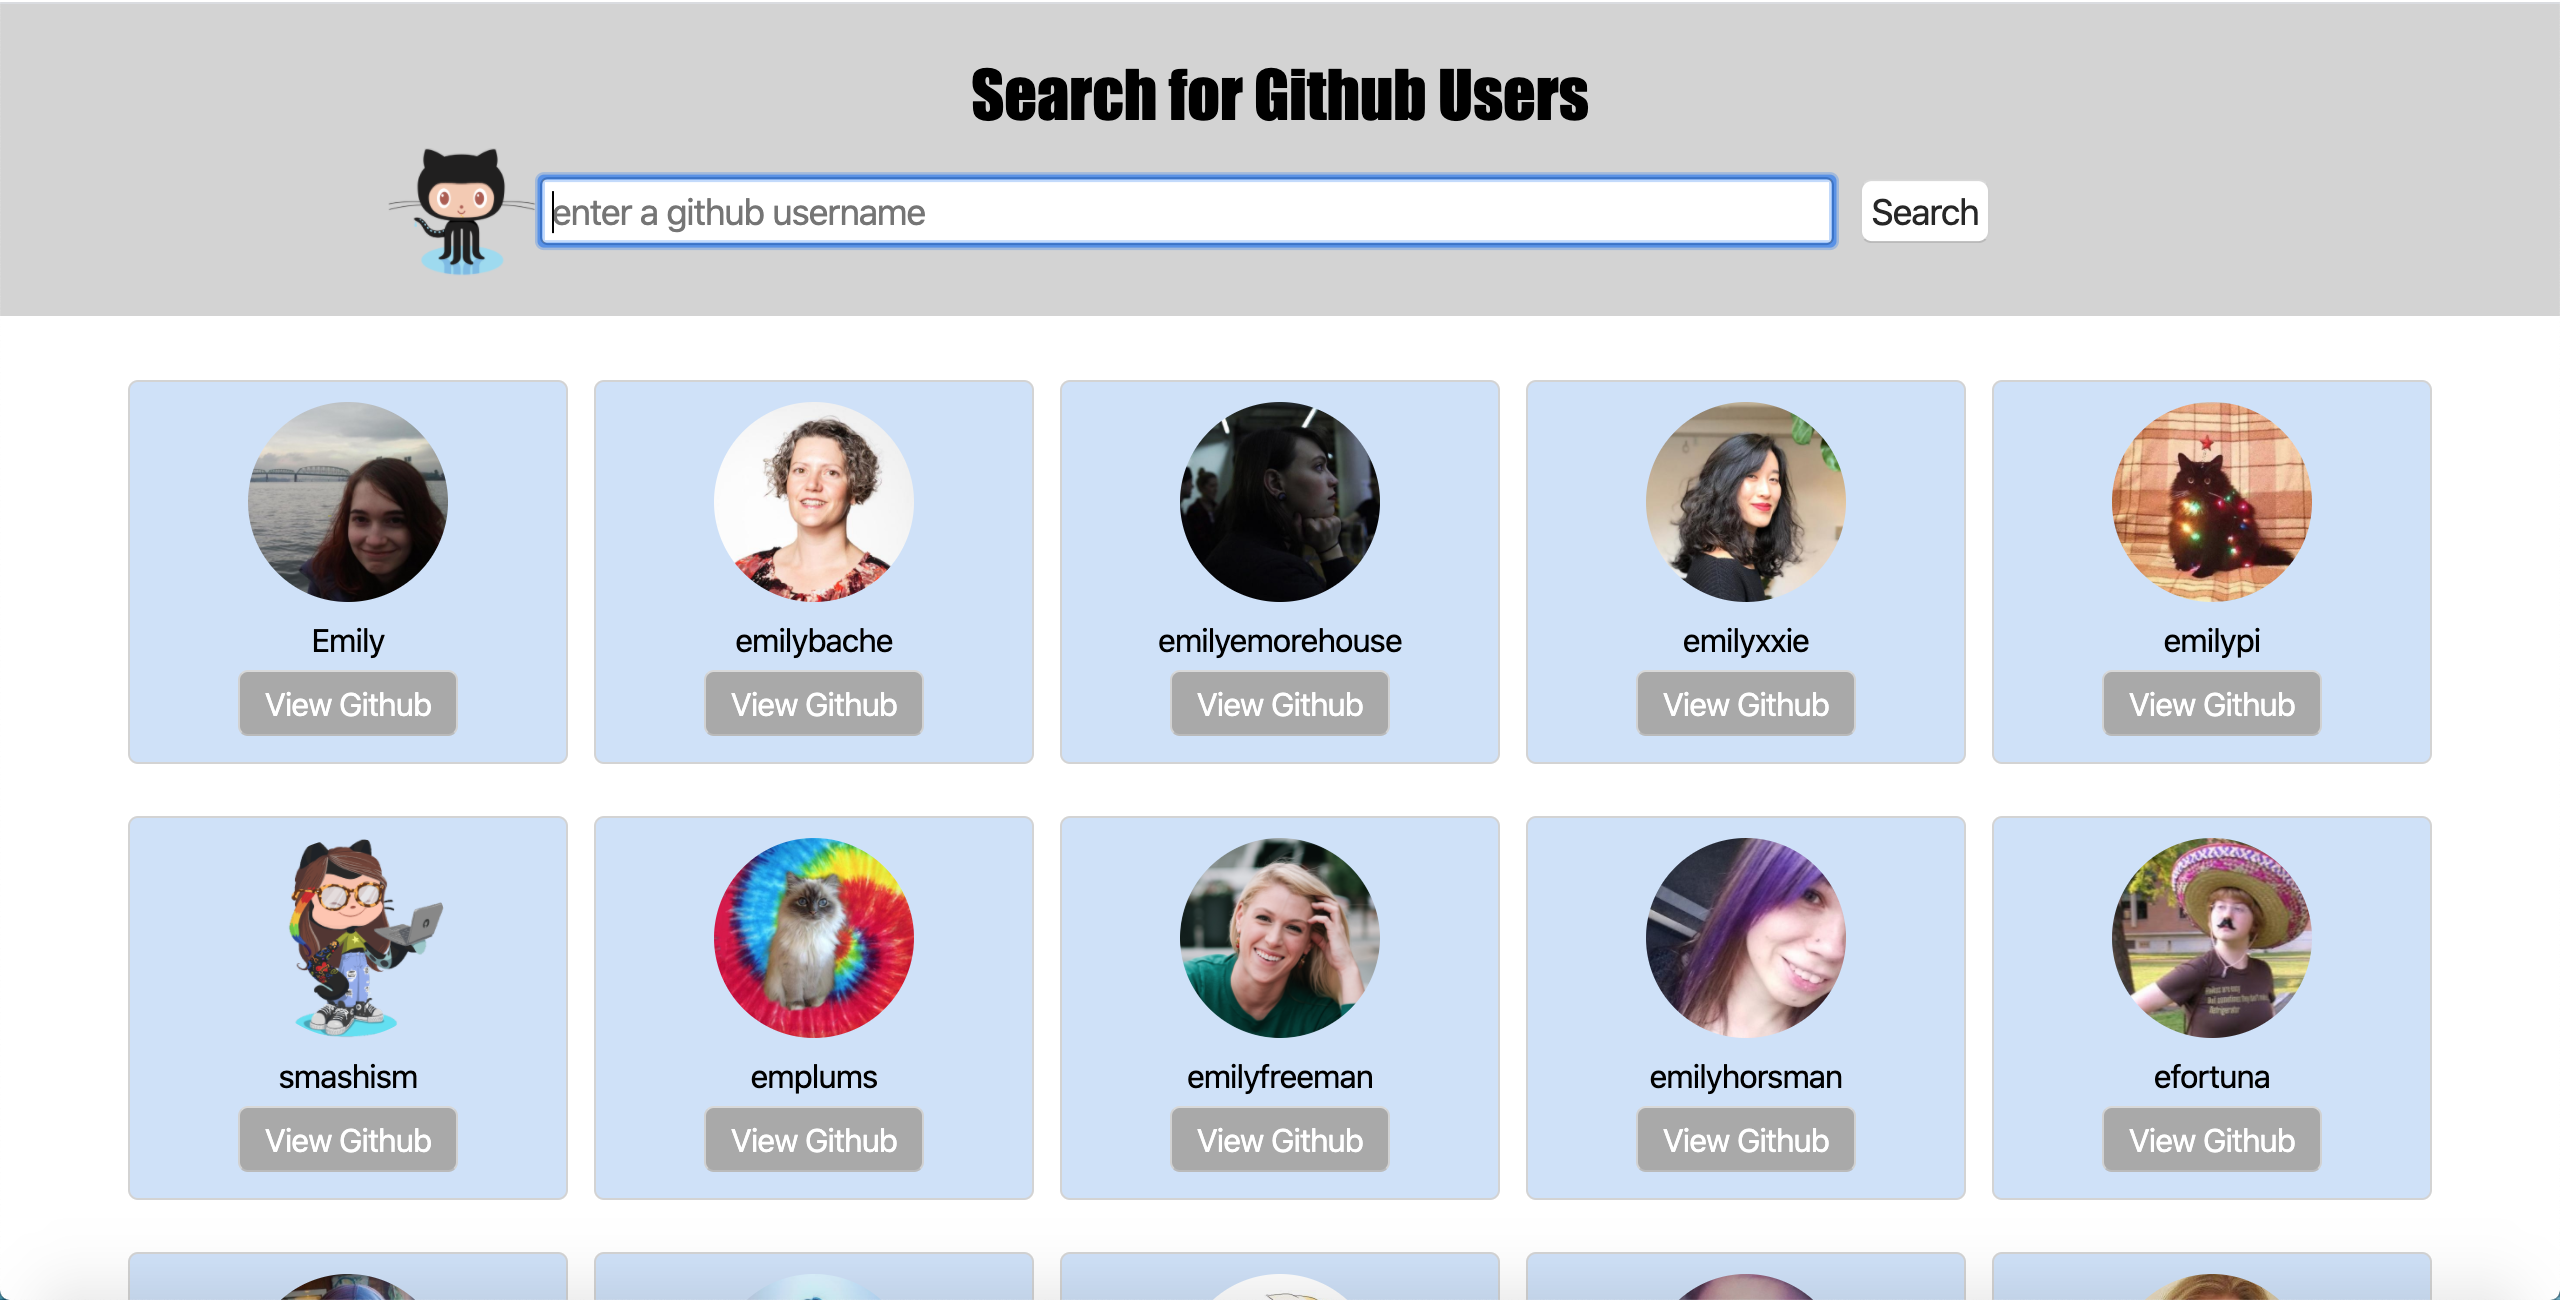 Search for Github Users
enter a github username
Search
Emily
emilybache
emilyemorehouse
emilyxxie
emilypi
View Github
View Github
View Github
View Github
View Github
smashism
emplums
emilyfreeman
emilyhorsman
efortuna
View Github
View Github
View Github
View Github
View Github